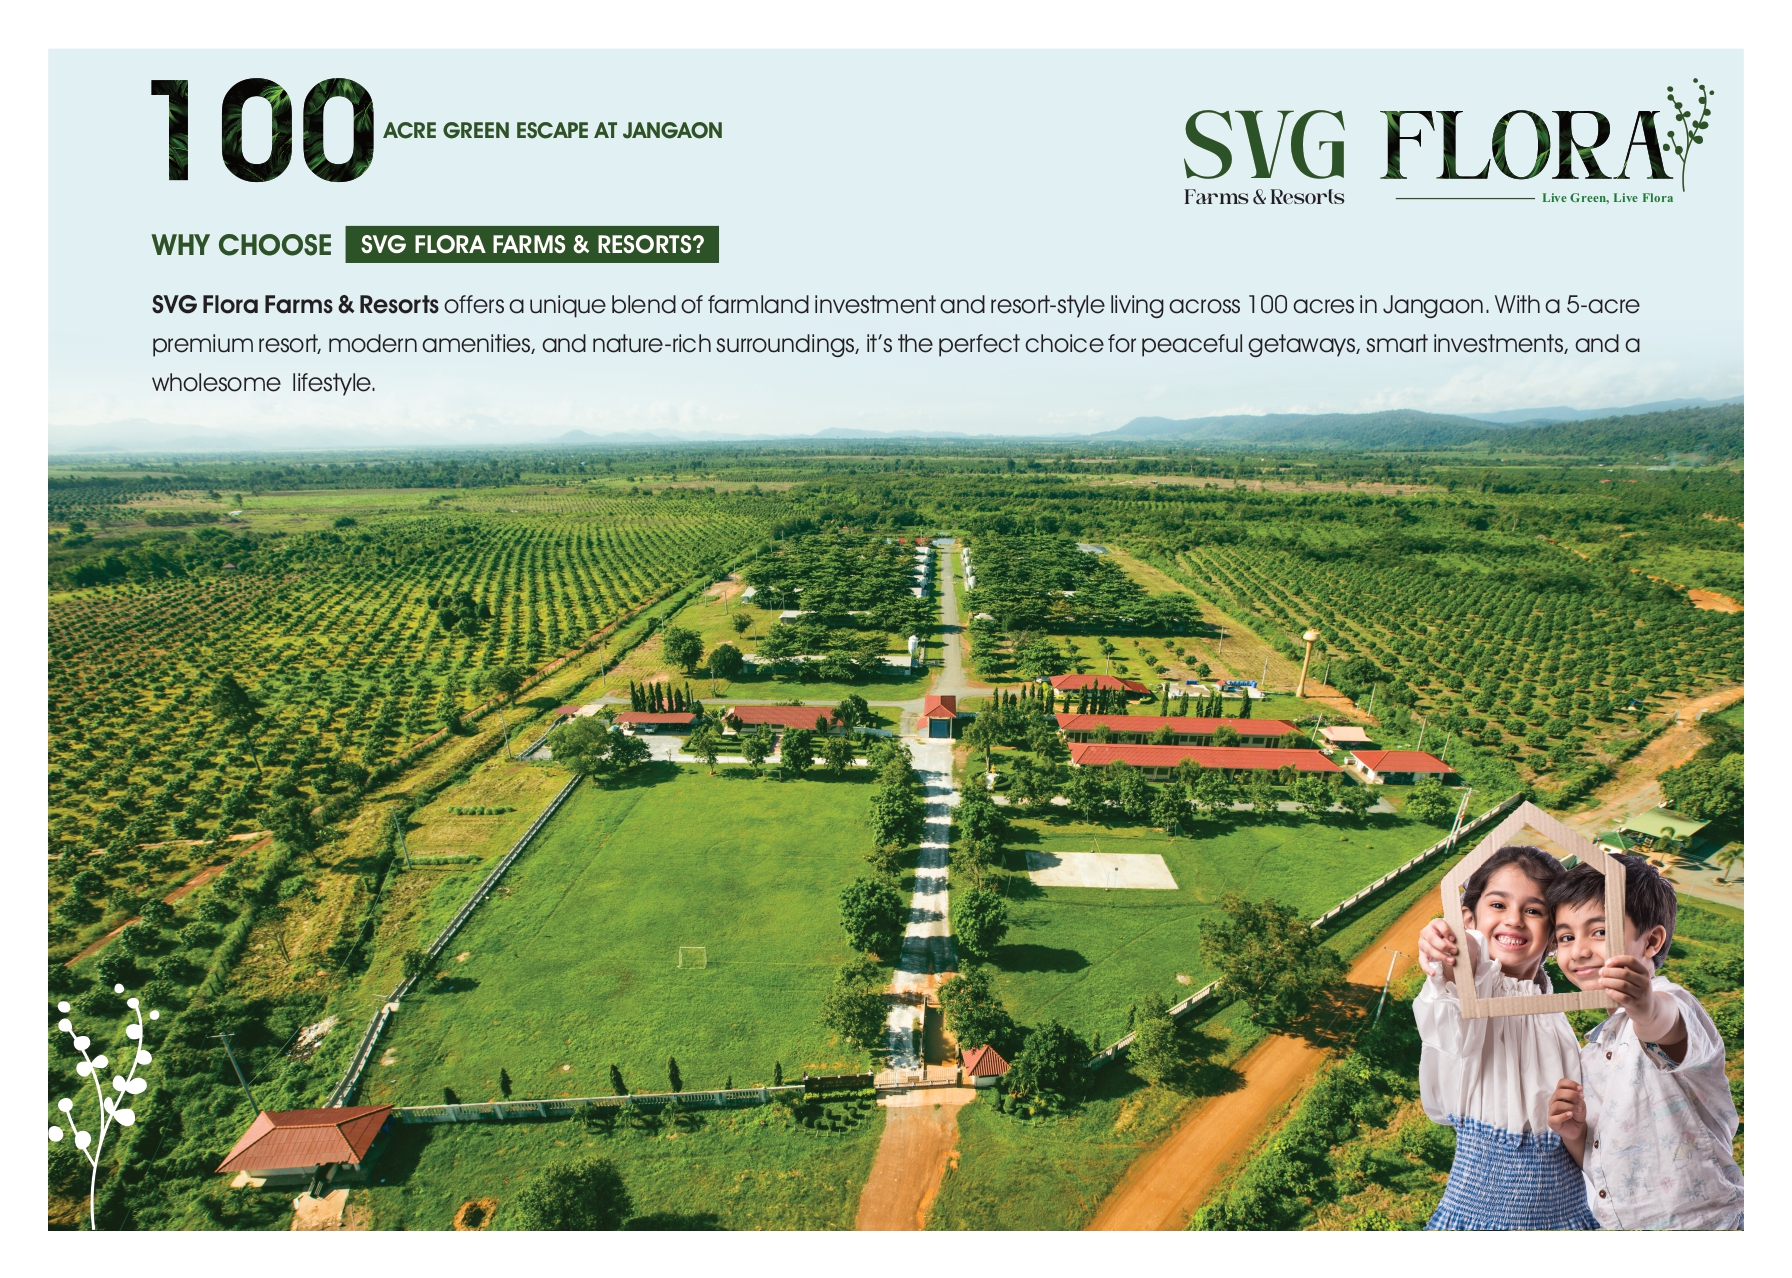 100 ACRE GREEN ESCAPE AT JANGAON
SVG FLORA
Farms & Resorts
Live Green, Live Flora
WHY CHOOSE SVG FLORA FARMS & RESORTS?
SVG Flora Farms & Resorts offers a unique blend of farmland investment and resort-style living across 100 acres in Jangaon. With a 5-acre
premium resort, modern amenities, and nature-rich surroundings, it's the perfect choice for peaceful getaways, smart investments, and a
wholesome lifestyle.